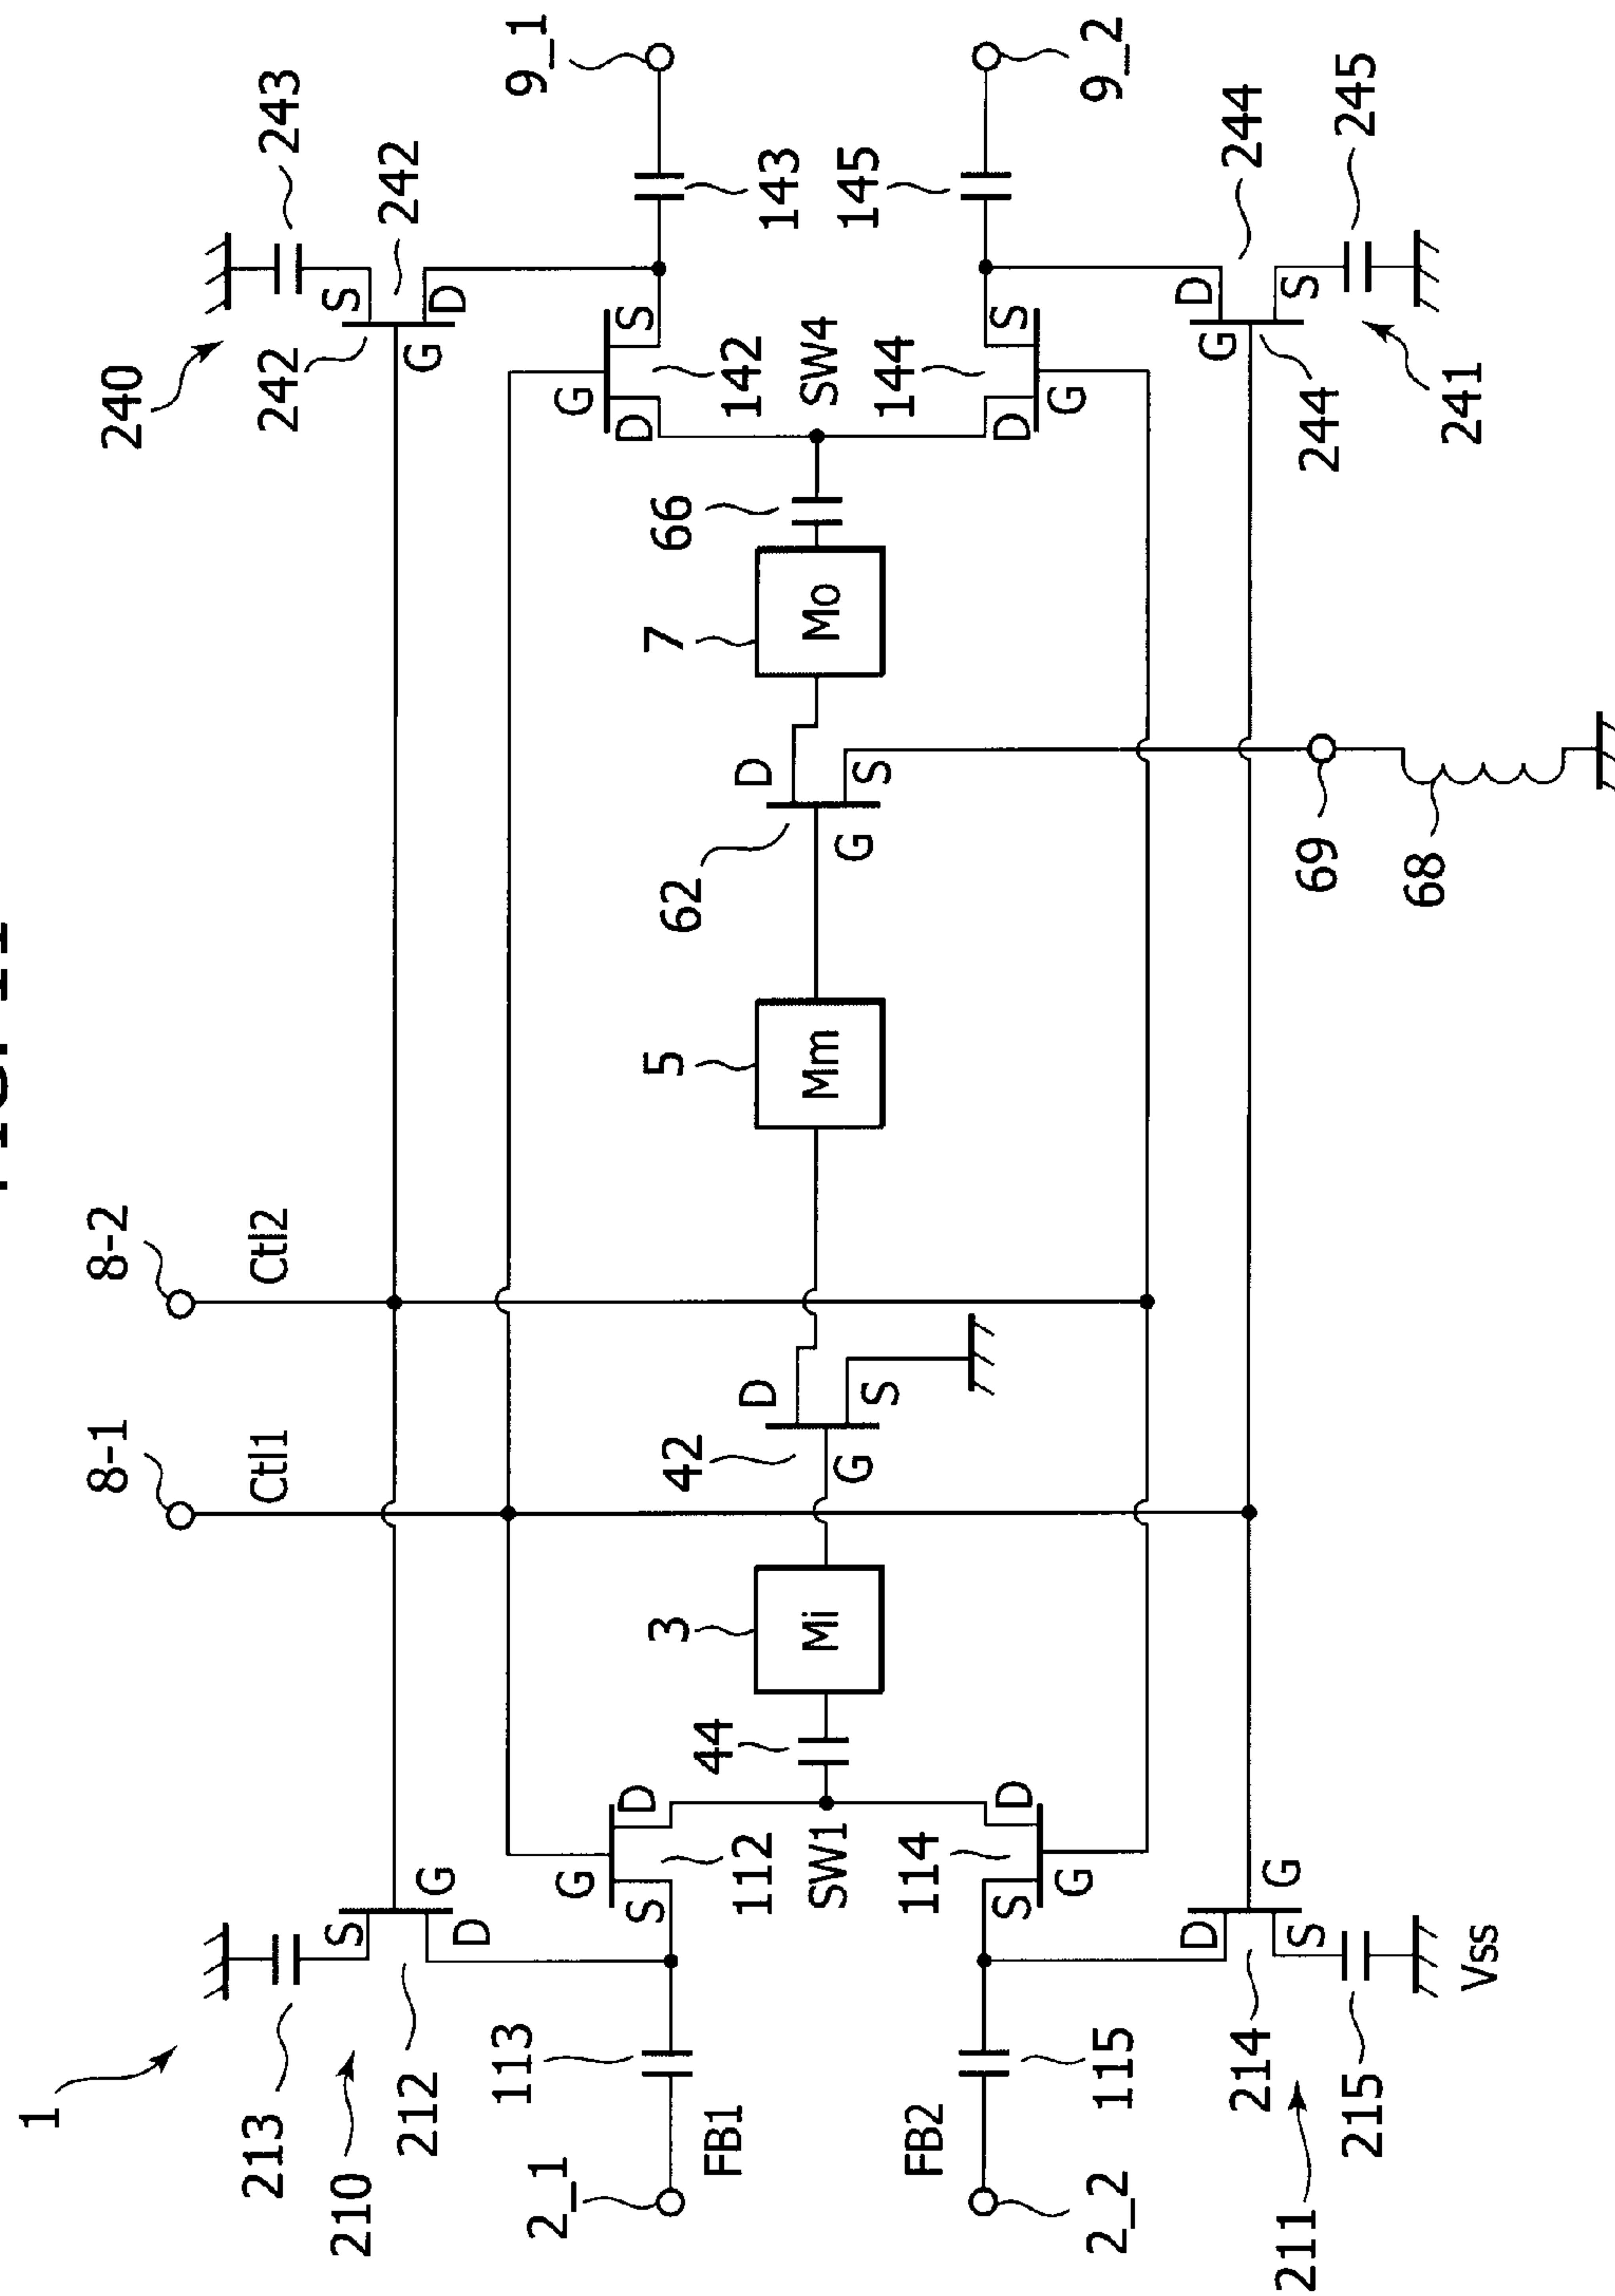 1
8-1
8-2
240
213
Ctl1
Ctl2
242
243
210
S
S
212
G
G
242
D
D
2_1
113
G
G
9_1
S
D
D
S
3
42
5
62
7
66
FB1
112
44
D
D
142
143
SW1
Mi
Mm
Mo
SW4
G
S
G
S
FB2
114
144
145
S
D
D
S
2_2
115
G
G
9_2
D
D
G
G
211
214
G
244
244
S
S
69
215
245
68
241
Vss